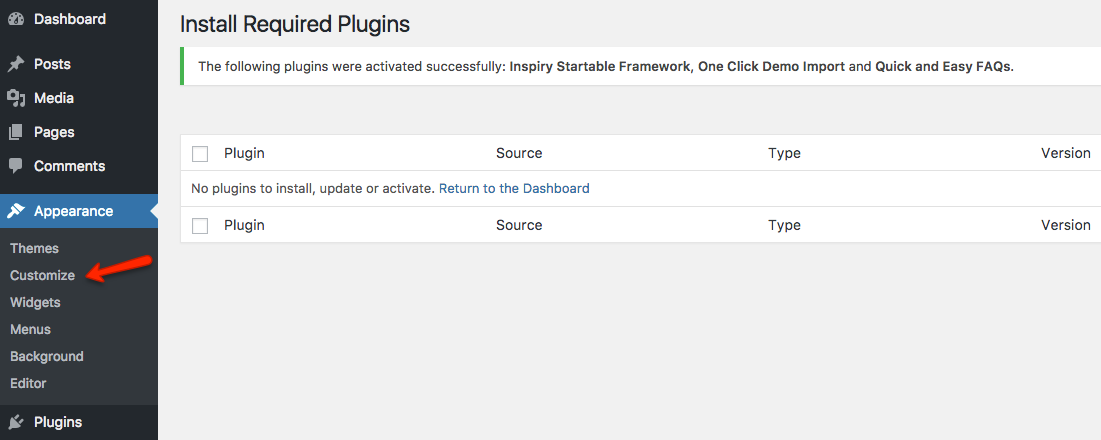 Dashboard
Posts
Media
Pages
Comments
Appearance
Themes
Customize
Widgets
Menus
Background
Editor
Plugins
Install Required Plugins
The following plugins were activated successfully: Inspiry Startable Framework, One Click Demo Import and Quick and Easy FAQs.
Plugin Source Type Version
No plugins to install, update or activate. Return to the Dashboard
Plugin Source Type Version